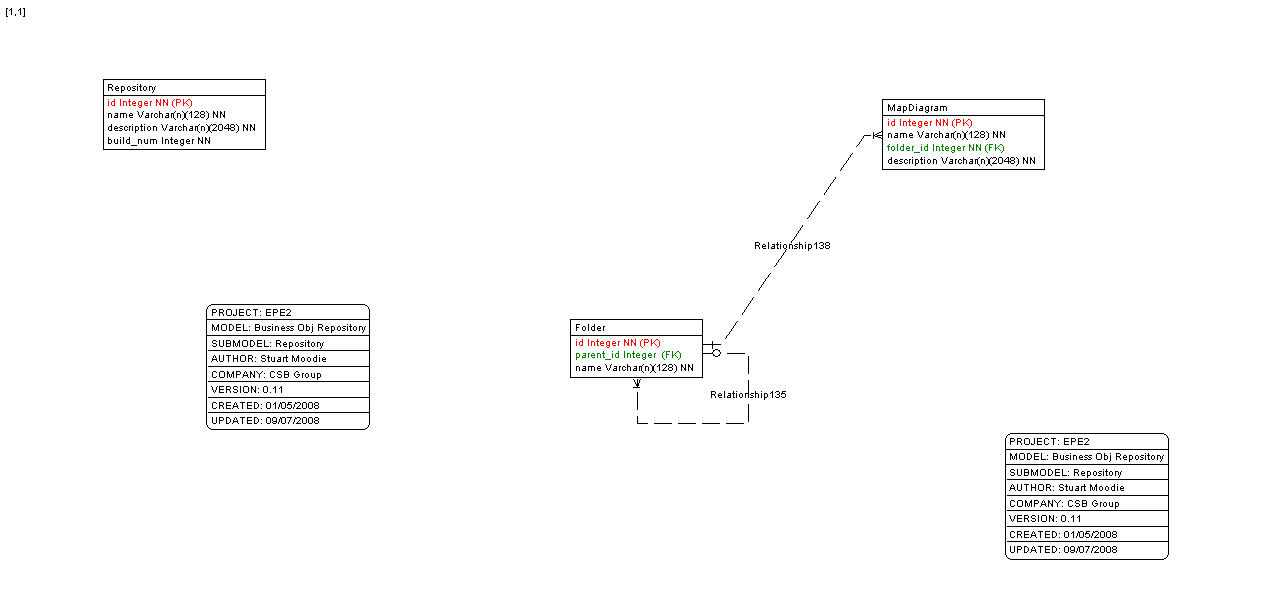 [1,1]
Repository
id Integer NN (PK)
name Varchar(n)(128) NN
description Varchar(n)(2048) NN
build_num Integer NN
MapDiagram
id Integer NN (PK)
name Varchar(n)(128) NN
folder_id Integer NN (FK)
description Varchar(n)(2048) NN
Relationship138
PROJECT: EPE2
MODEL: Business Obj Repository
SUBMODEL: Repository
AUTHOR: Stuart Moodie
COMPANY: CSB Group
VERSION: 0.11
CREATED: 01/05/2008
UPDATED: 09/07/2008
Folder
id Integer NN (PK)
parent_id Integer (FK)
name Varchar(n)(128) NN
Relationship135
PROJECT: EPE2
MODEL: Business Obj Repository
SUBMODEL: Repository
AUTHOR: Stuart Moodie
COMPANY: CSB Group
VERSION: 0.11
CREATED: 01/05/2008
UPDATED: 09/07/2008